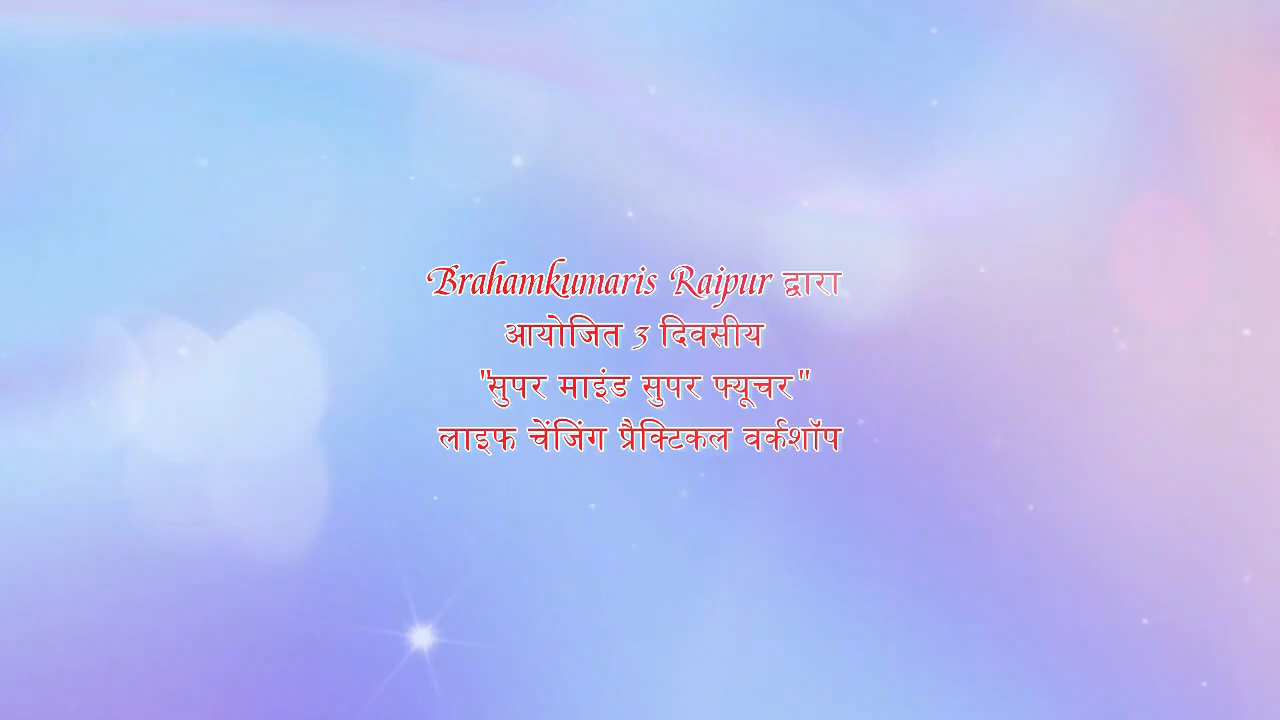 Brahamkumaris Raipur द्वारा
आयोजित 3 दिवसीय
"सुपर माइंड सुपर फ्यूचर"
लाइफ चेंजिंग प्रैक्टिकल वर्कशॉप